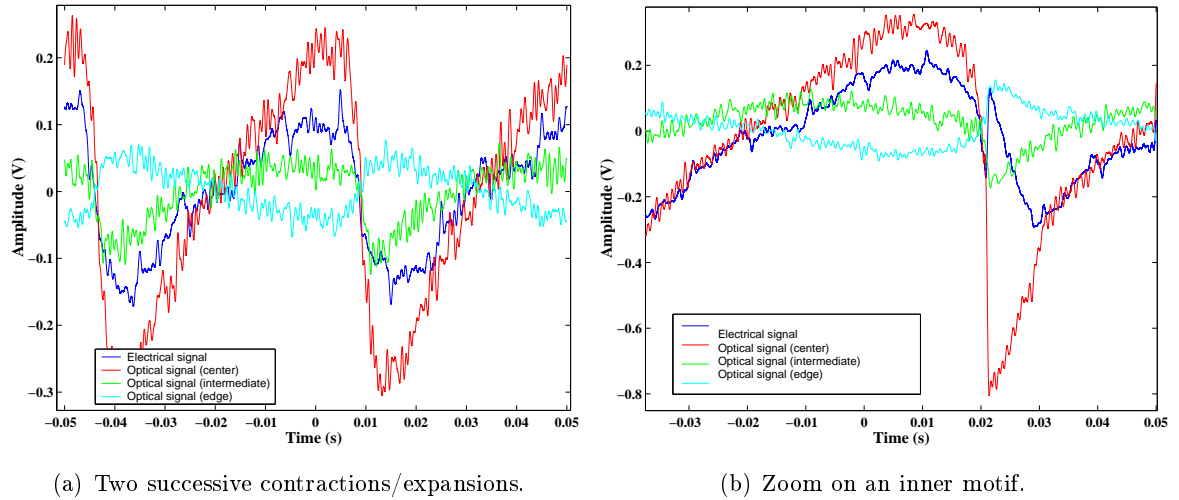 0.2
0.1
0
−0.1
−0.2
−0.3
Amplitude (V)
Electrical signal
Optical signal (center)
Optical signal (intermediate)
Optical signal (edge)
−0.05 −0.04 −0.03 −0.02 −0.01 0 0.01 0.02 0.03 0.04 0.05
Time (s)
(a) Two successive contractions/expansions.
0.2
0
−0.2
−0.4
−0.6
−0.8
Amplitude (V)
Electrical signal
Optical signal (center)
Optical signal (intermediate)
Optical signal (edge)
−0.03 −0.02 −0.01 0 0.01 0.02 0.03 0.04 0.05
Time (s)
(b) Zoom on an inner motif.